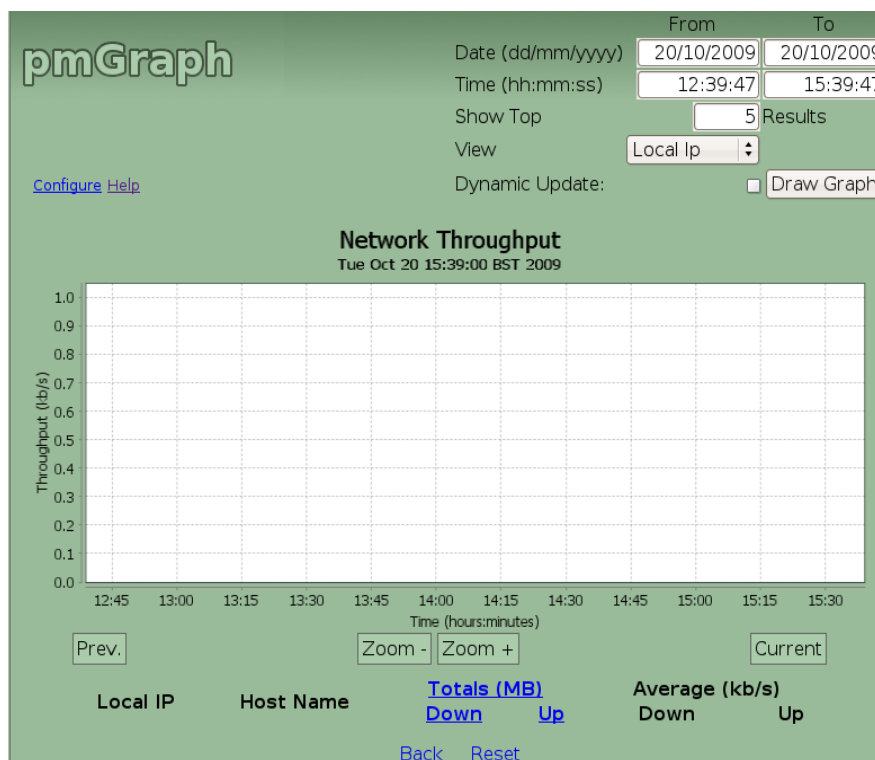 pmGraph
From To
Date (dd/mm/yyyy) 20/10/2009 20/10/2009
Time (hh:mm:ss) 12:39:47 15:39:47
Show Top 5 Results
View Local Ip
Configure Help
Dynamic Update: Draw Graph
Network Throughput
Tue Oct 20 15:39:00 BST 2009
Throughput (kb/s)
1.0
0.9
0.8
0.7
0.6
0.5
0.4
0.3
0.2
0.1
0.0
12:45 13:00 13:15 13:30 13:45 14:00 14:15 14:30 14:45 15:00 15:15 15:30
Time (hours:minutes)
Prev. Zoom - Zoom + Current
Local IP Host Name Totals (MB) Average (kb/s)
Down Up Down Up
Back Reset